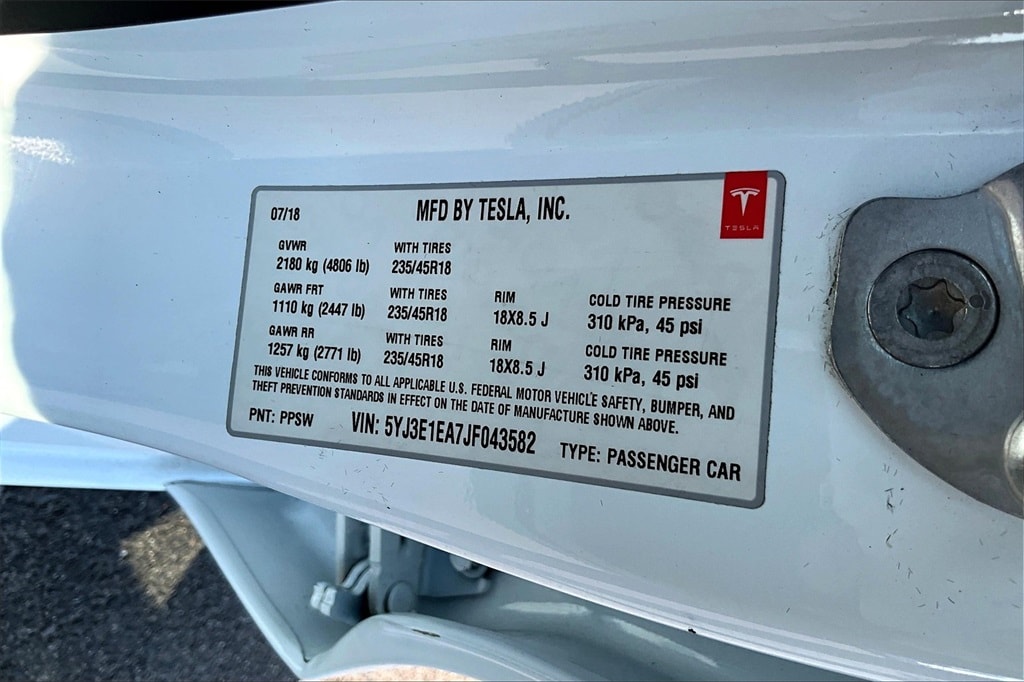 07/18 MFD BY TESLA, INC.
TESLA
GVWR WITH TIRES
2180 kg (4806 lb) 235/45R18
GAWR FRT WITH TIRES RIM COLD TIRE PRESSURE
1110 kg (2447 lb) 235/45R18 18X8.5 J 310 kPa, 45 psi
GAWR RR WITH TIRES RIM COLD TIRE PRESSURE
1257 kg (2771 lb) 235/45R18 18X8.5 J 310 kPa, 45 psi
THIS VEHICLE CONFORMS TO ALL APPLICABLE U.S. FEDERAL MOTOR VEHICLE SAFETY, BUMPER, AND
THEFT PREVENTION STANDARDS IN EFFECT ON THE DATE OF MANUFACTURE SHOWN ABOVE.
PNT: PPSW VIN: 5YJ3E1EA7JF043582 TYPE: PASSENGER CAR